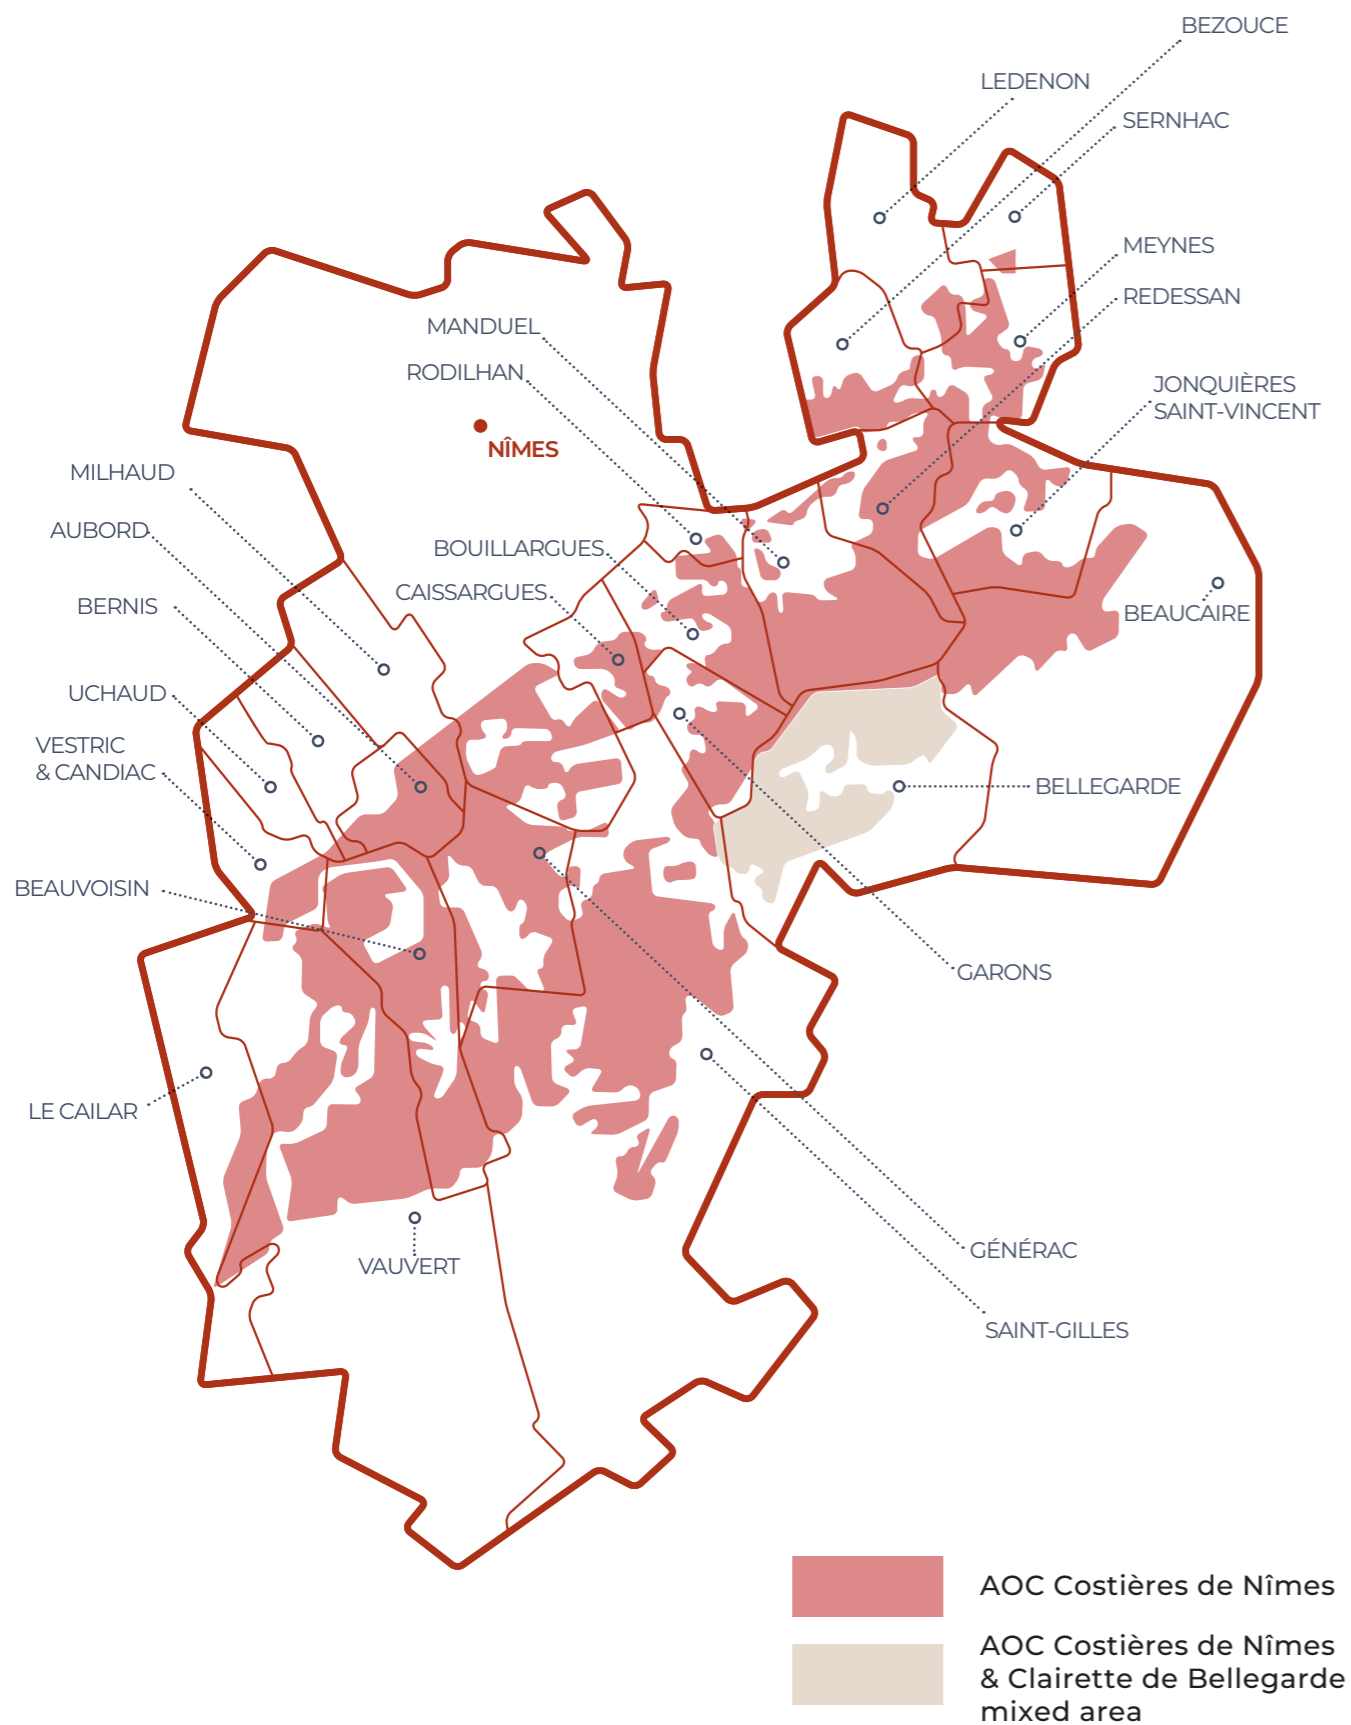 BEZOUCE
LEDENON
SERNHAC
MEYNES
REDESSAN
MANDUEL
RODILHAN
JONQUIÈRES
SAINT-VINCENT
NÎMES
MILHAUD
AUBORD
BOUILLARGUES
CAISSARGUES
BERNIS
BEAUCAIRE
UCHAUD
VESTRIC
& CANDIAC
BELLEGARDE
BEAUVOISIN
GARONS
LE CAILAR
GÉNÉRAC
VAUVERT
SAINT-GILLES
AOC Costières de Nîmes
AOC Costières de Nîmes
& Clairette de Bellegarde
mixed area